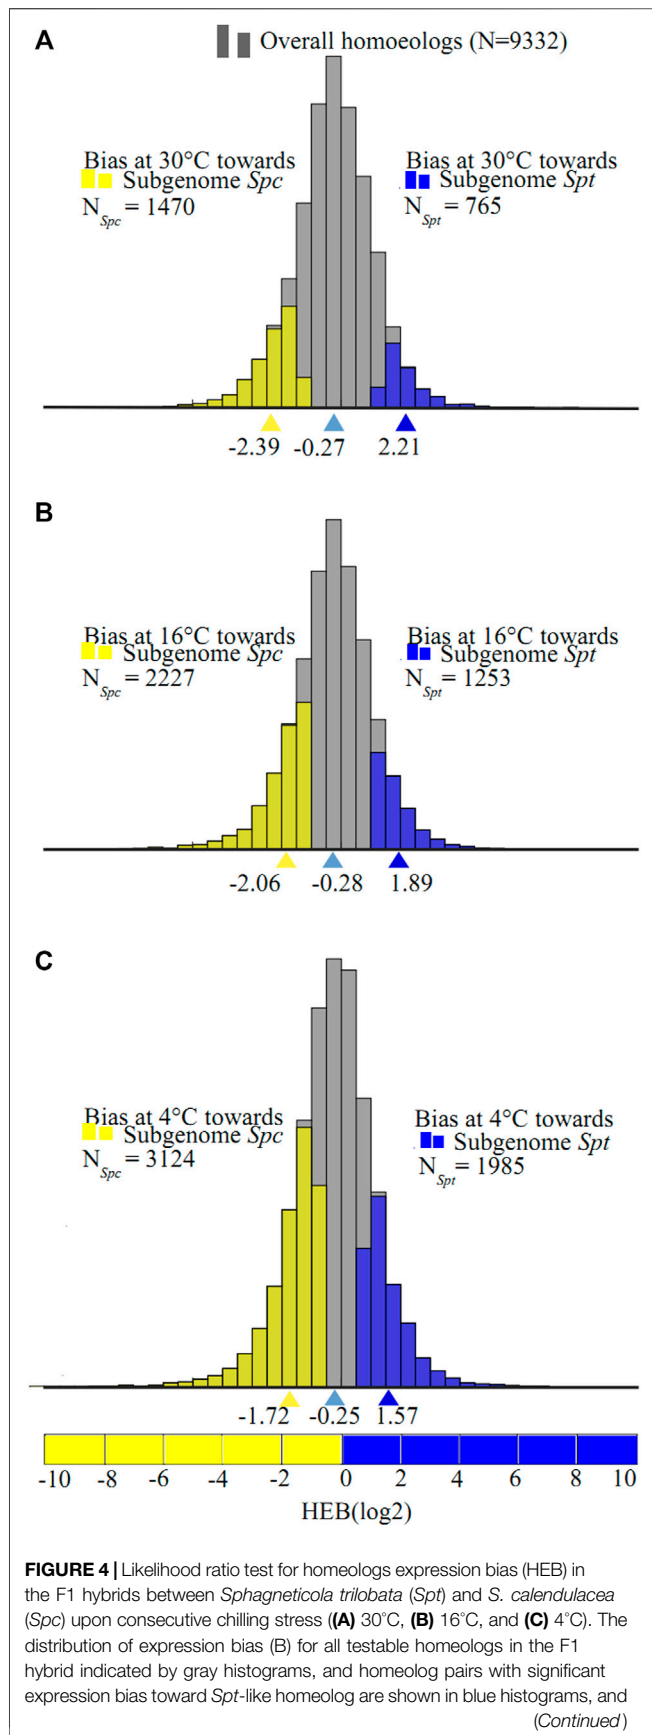 A
Overall homoeologs (N=9332)
Bias at 30°C towards
Subgenome Spc
N Spc = 1470
Bias at 30°C towards
Subgenome Spt
N Spt = 765
-2.39 -0.27 2.21
B
Bias at 16°C towards
Subgenome Spc
N Spc = 2227
Bias at 16°C towards
Subgenome Spt
N Spt = 1253
-2.06 -0.28 1.89
C
Bias at 4°C towards
Subgenome Spc
N Spc = 3124
Bias at 4°C towards
Subgenome Spt
N Spt = 1985
-1.72 -0.25 1.57
-10 -8 -6 -4 -2 0 2 4 6 8 10
HEB(log2)
FIGURE 4 | Likelihood ratio test for homeologs expression bias (HEB) in
the F1 hybrids between Sphagneticola trilobata (Spt) and S. calendulacea
(Spc) upon consecutive chilling stress ((A) 30°C, (B) 16°C, and (C) 4°C). The
distribution of expression bias (B) for all testable homeologs in the F1
hybrid indicated by gray histograms, and homeolog pairs with significant
expression bias toward Spt-like homeolog are shown in blue histograms, and
(Continued)